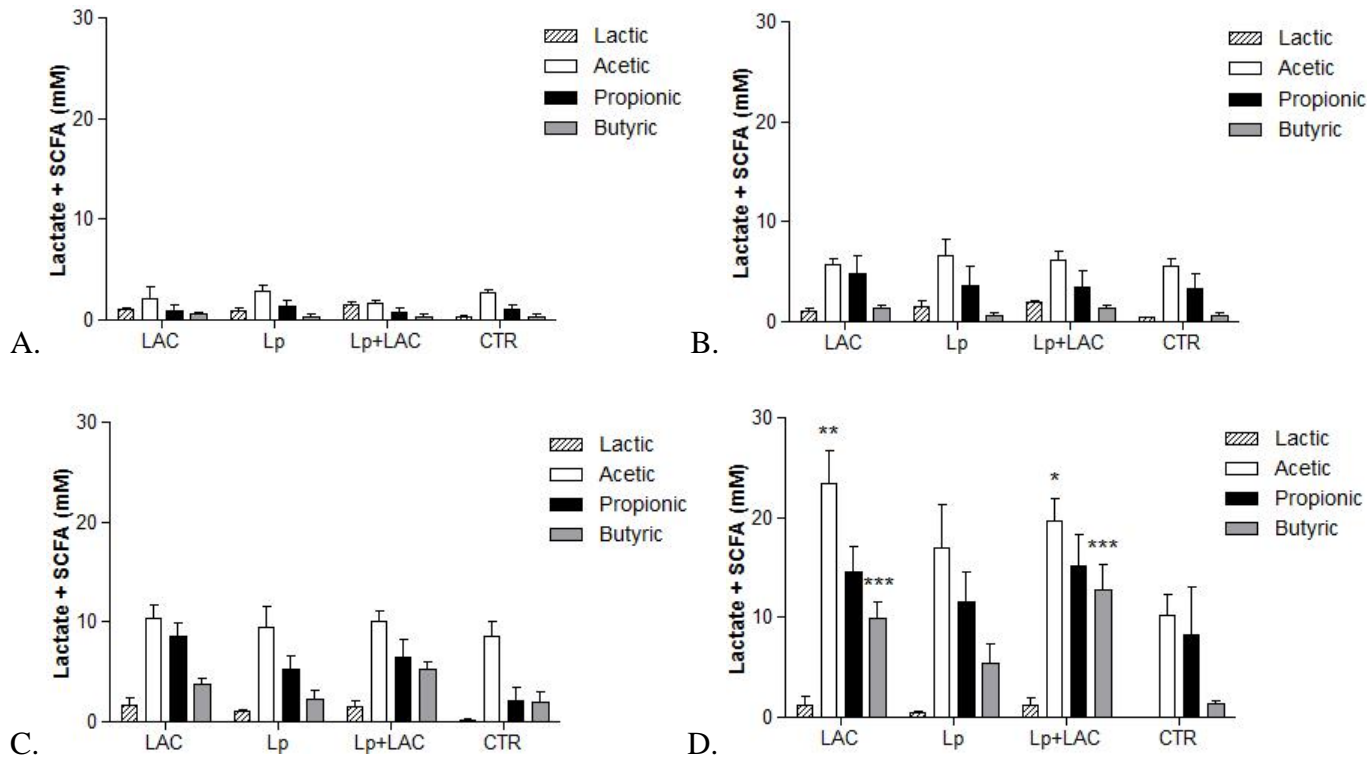 30
20
10
0
Lactate + SCFA (mM)
Lactic
Acetic
Propionic
Butyric
LAC Lp Lp+LAC CTR
A.
30
20
10
0
Lactate + SCFA (mM)
Lactic
Acetic
Propionic
Butyric
LAC Lp Lp+LAC CTR
B.
30
20
10
0
Lactate + SCFA (mM)
Lactic
Acetic
Propionic
Butyric
LAC Lp Lp+LAC CTR
C.
30
20
10
0
Lactate + SCFA (mM)
**
***
*
***
Lactic
Acetic
Propionic
Butyric
LAC Lp Lp+LAC CTR
D.